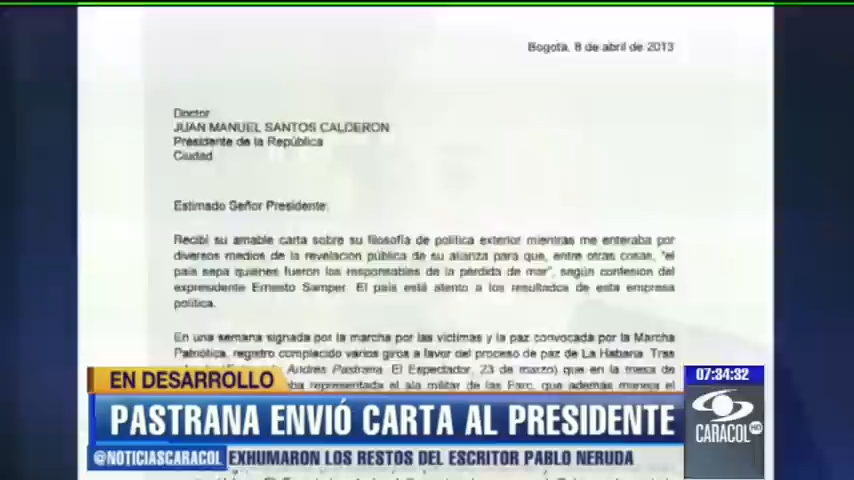 Bogotá, 8 de abril de 2013
Doctor
JUAN MANUEL SANTOS CALDERON
Presidente de la República
Ciudad
Estimado Señor Presidente:
Recibí su amable carta sobre su filosofía de política exterior mientras me enteraba por
diversos medios de la revelación pública de su alianza para que, entre otras cosas, "el
país sepa quiénes fueron los responsables de la pérdida de mar", según confesión del
expresidente Ernesto Samper. El país está atento a los resultados de esta empresa
política.
En una semana signada por la marcha por las víctimas y la paz convocada por la Marcha
Patriótica, registro complacido varios giros a favor del proceso de paz de La Habana. Tras
Andrés Pastrana. El Espectador, 23 de marzo) que en la mesa de
representada el ala militar de las Farc, que además maneja el
EN DESARROLLO
07:34:32
PASTRANA ENVIÓ CARTA AL PRESIDENTE
CARACOL HD
@NOTICIASCARACOL EXHUMARON LOS RESTOS DEL ESCRITOR PABLO NERUDA